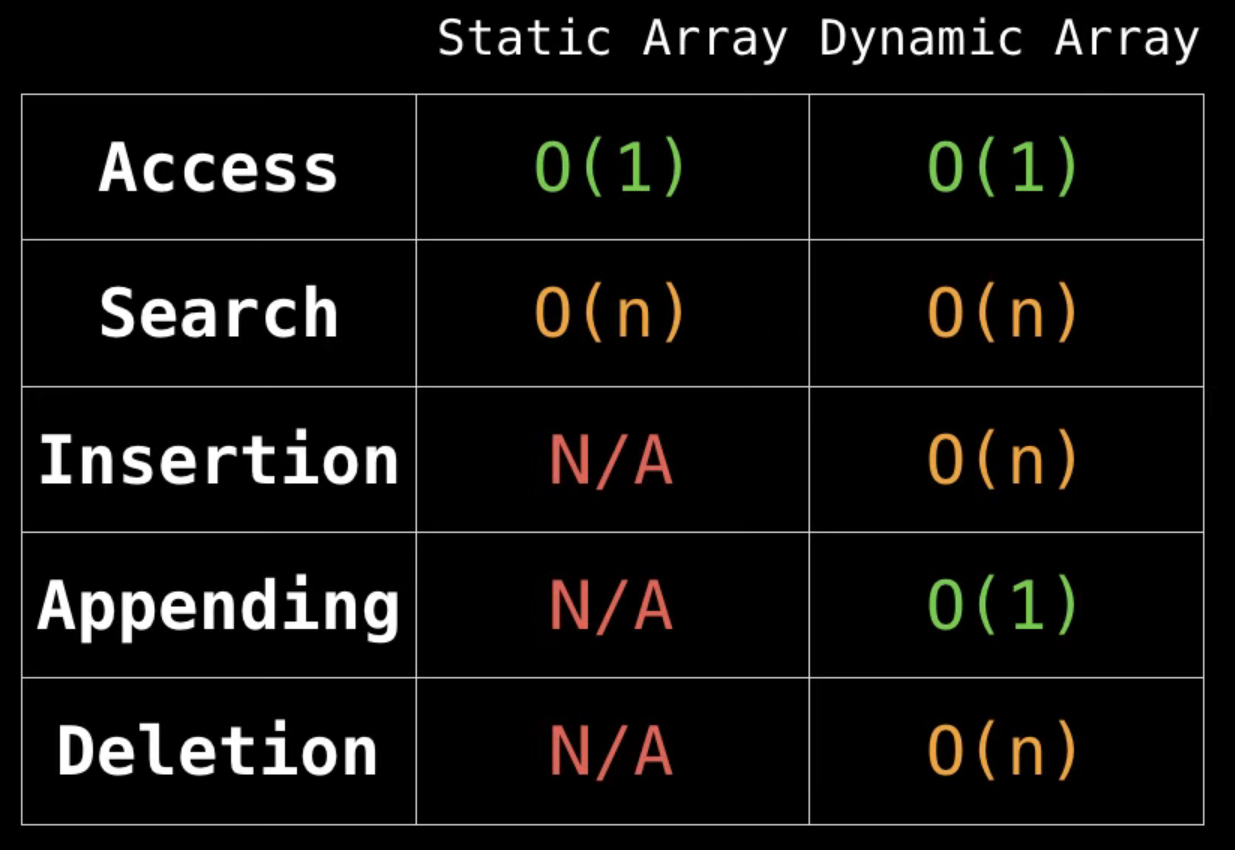 Static Array Dynamic Array
Access O(1) O(1)
Search O(n) O(n)
Insertion N/A O(n)
Appending N/A O(1)
Deletion N/A O(n)